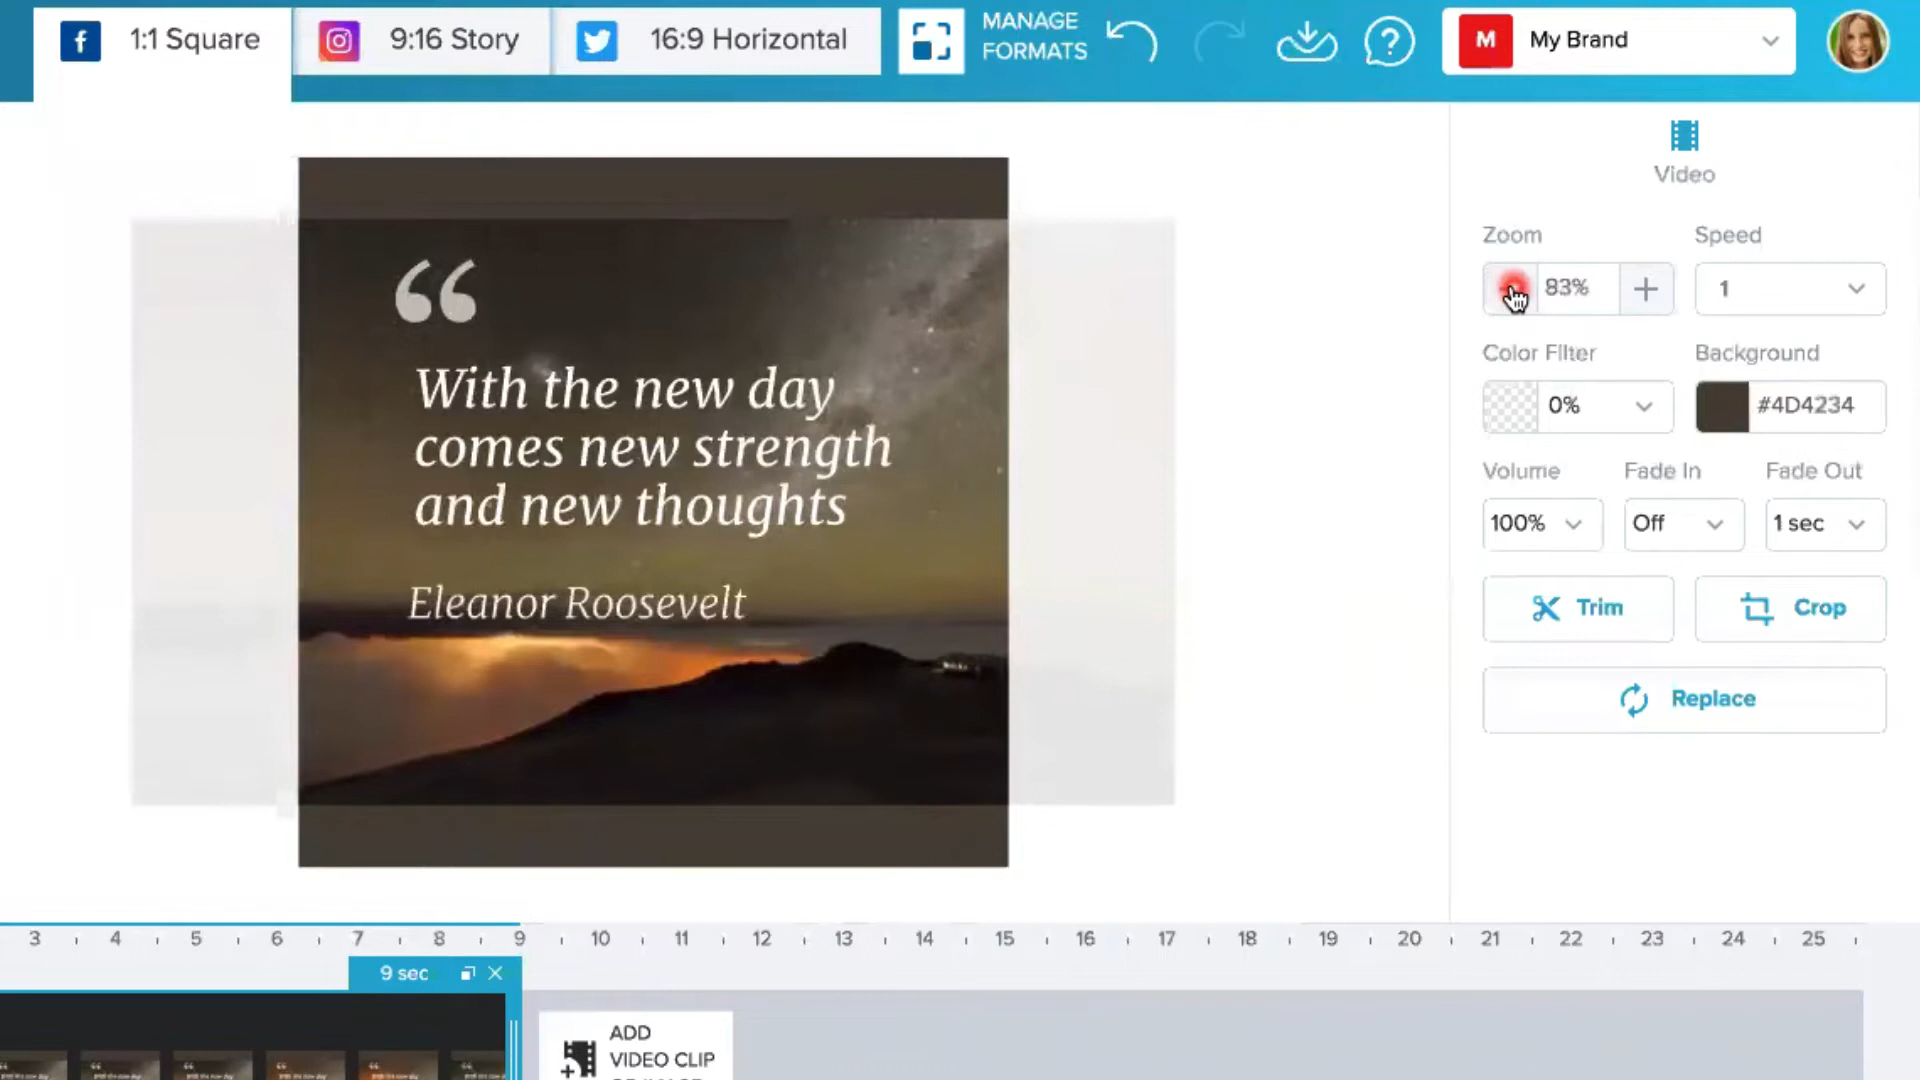 1:1 Square
9:16 Story
16:9 Horizontal
MANAGE
FORMATS
M
My Brand
Video
Zoom
Speed
83%
1
Color Filter
Background
0%
#4D4234
Volume
Fade In
Fade Out
100%
Off
1 sec
Trim
Crop
Replace
“
With the new day
comes new strength
and new thoughts
Eleanor Roosevelt
3 4 5 6 7 8 9 10 11 12 13 14 15 16 17 18 19 20 21 22 23 24 25
9 sec
ADD
VIDEO CLIP